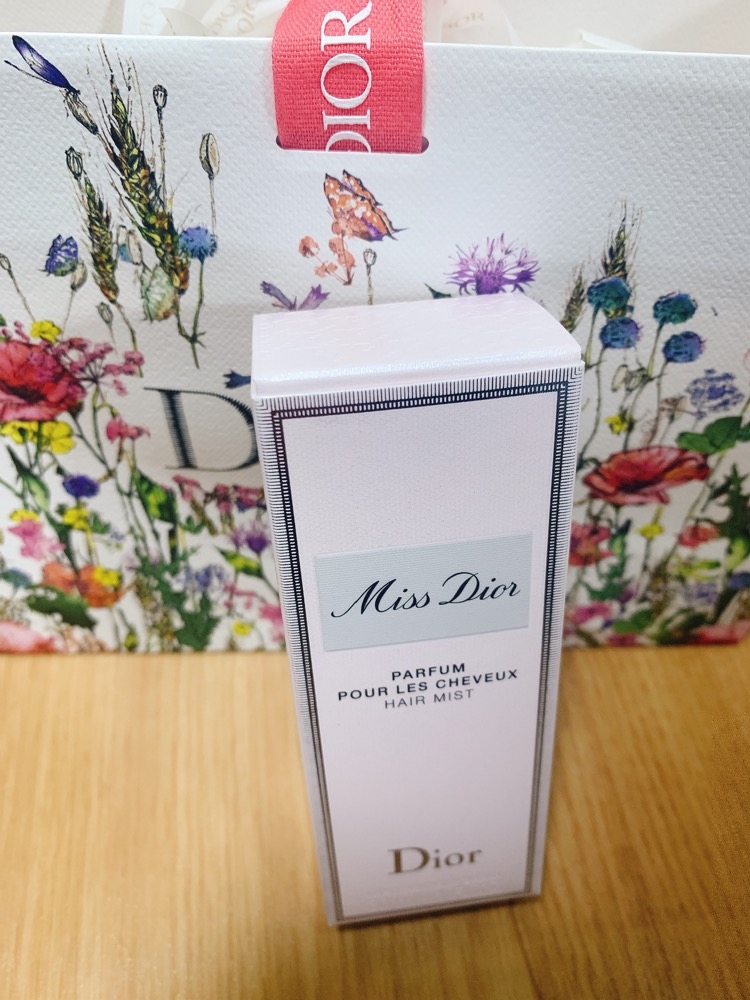 DIOR
D
Miss Dior
PARFUM
POUR LES CHEVEUX
HAIR MIST
Dior